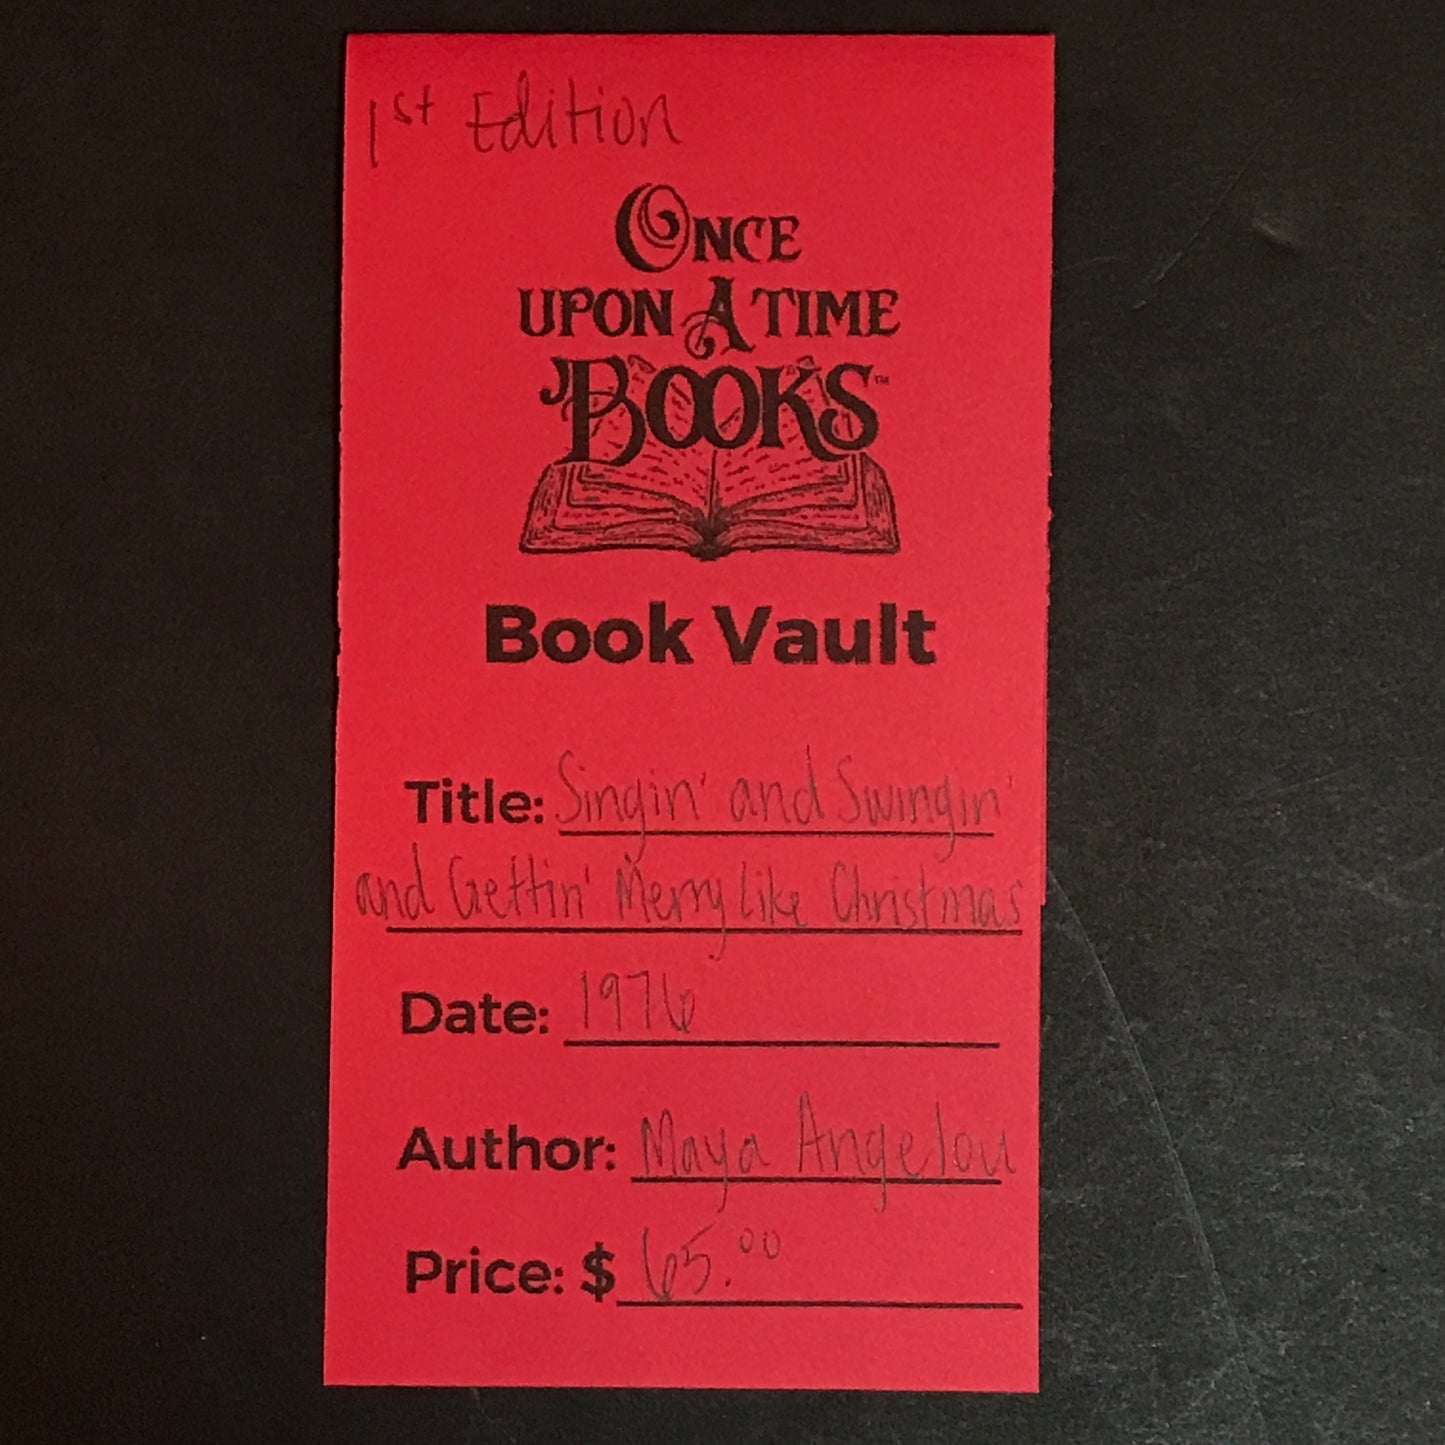 1st Edition
ONCE
UPON A TIME
BOOKS™
Book Vault
Title: Singin' and Swingin'
and Gettin' Merry Like Christmas
Date: 1976
Author: Maya Angelou
Price: $ 65.00